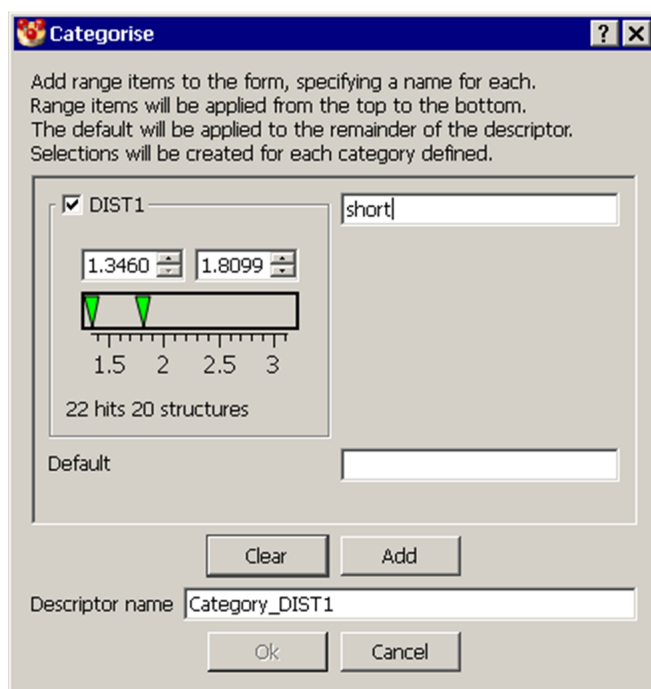 Categorise
Add range items to the form, specifying a name for each.
Range items will be applied from the top to the bottom.
The default will be applied to the remainder of the descriptor.
Selections will be created for each category defined.
DIST1
short
1.3460 1.8099
1.5 2 2.5 3
22 hits 20 structures
Default
Clear Add
Descriptor name Category_DIST1
Ok Cancel